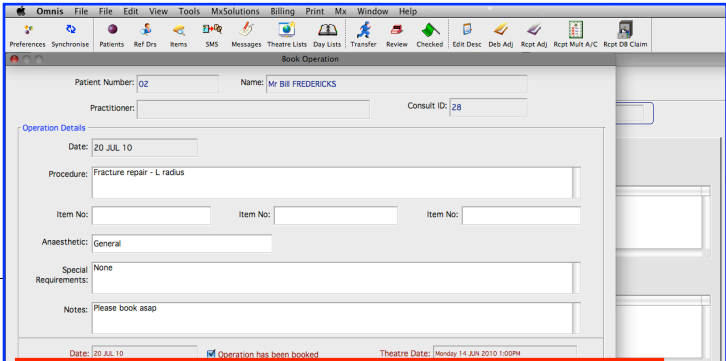 Omnis File File Edit View Tools MxSolutions Billing Print Mx Window Help
Preferences Synchronise Patients Ref Drs Items SMS Messages Theatre Lists Day Lists Transfer Review Checked Edit Desc Deb Adj Rcpt Adj Rcpt Mult A/C Rcpt DB Claim
Book Operation
Patient Number: 02 Name: Mr Bill FREDERICKS
Practitioner: Consult ID: 28
Operation Details
Date: 20 JUL 10
Procedure: Fracture repair - L radius
Item No: Item No: Item No:
Anaesthetic: General
Special Requirements: None
Notes: Please book asap
Date: 20 JUL 10 Operation has been booked Theatre Date: Monday 14 JUN 2010 1:00PM